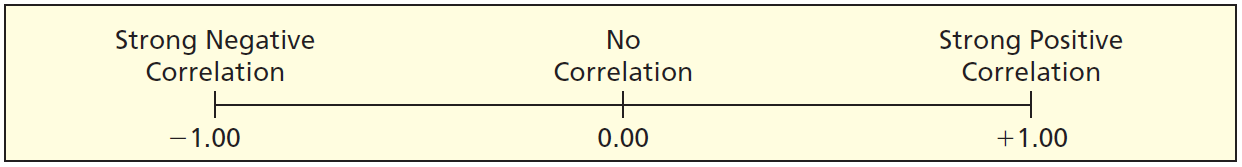 Strong Negative
Correlation
No
Correlation
Strong Positive
Correlation
−1.00
0.00
+1.00